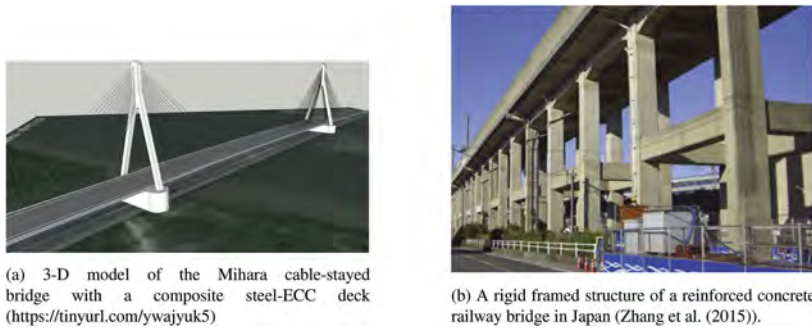 (a) 3-D model of the Mihara cable-stayed
bridge with a composite steel-ECC deck
(https://tinyurl.com/ywajyuk5)
(b) A rigid framed structure of a reinforced concrete
railway bridge in Japan (Zhang et al. (2015)).